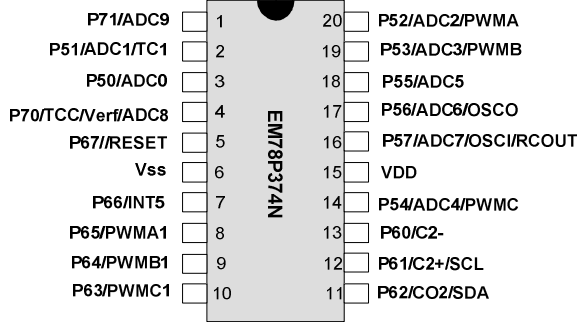 P71/ADC9 1 20 P52/ADC2/PWMA
P51/ADC1/TC1 2 19 P53/ADC3/PWMB
P50/ADC0 3 18 P55/ADC5
P70/TCC/Verf/ADC8 4 17 P56/ADC6/OSCO
P67//RESET 5 16 P57/ADC7/OSCI/RCOUT
Vss 6 15 VDD
P66/INT5 7 14 P54/ADC4/PWMC
P65/PWMA1 8 13 P60/C2-
P64/PWMB1 9 12 P61/C2+/SCL
P63/PWMC1 10 11 P62/CO2/SDA
EM78P374N